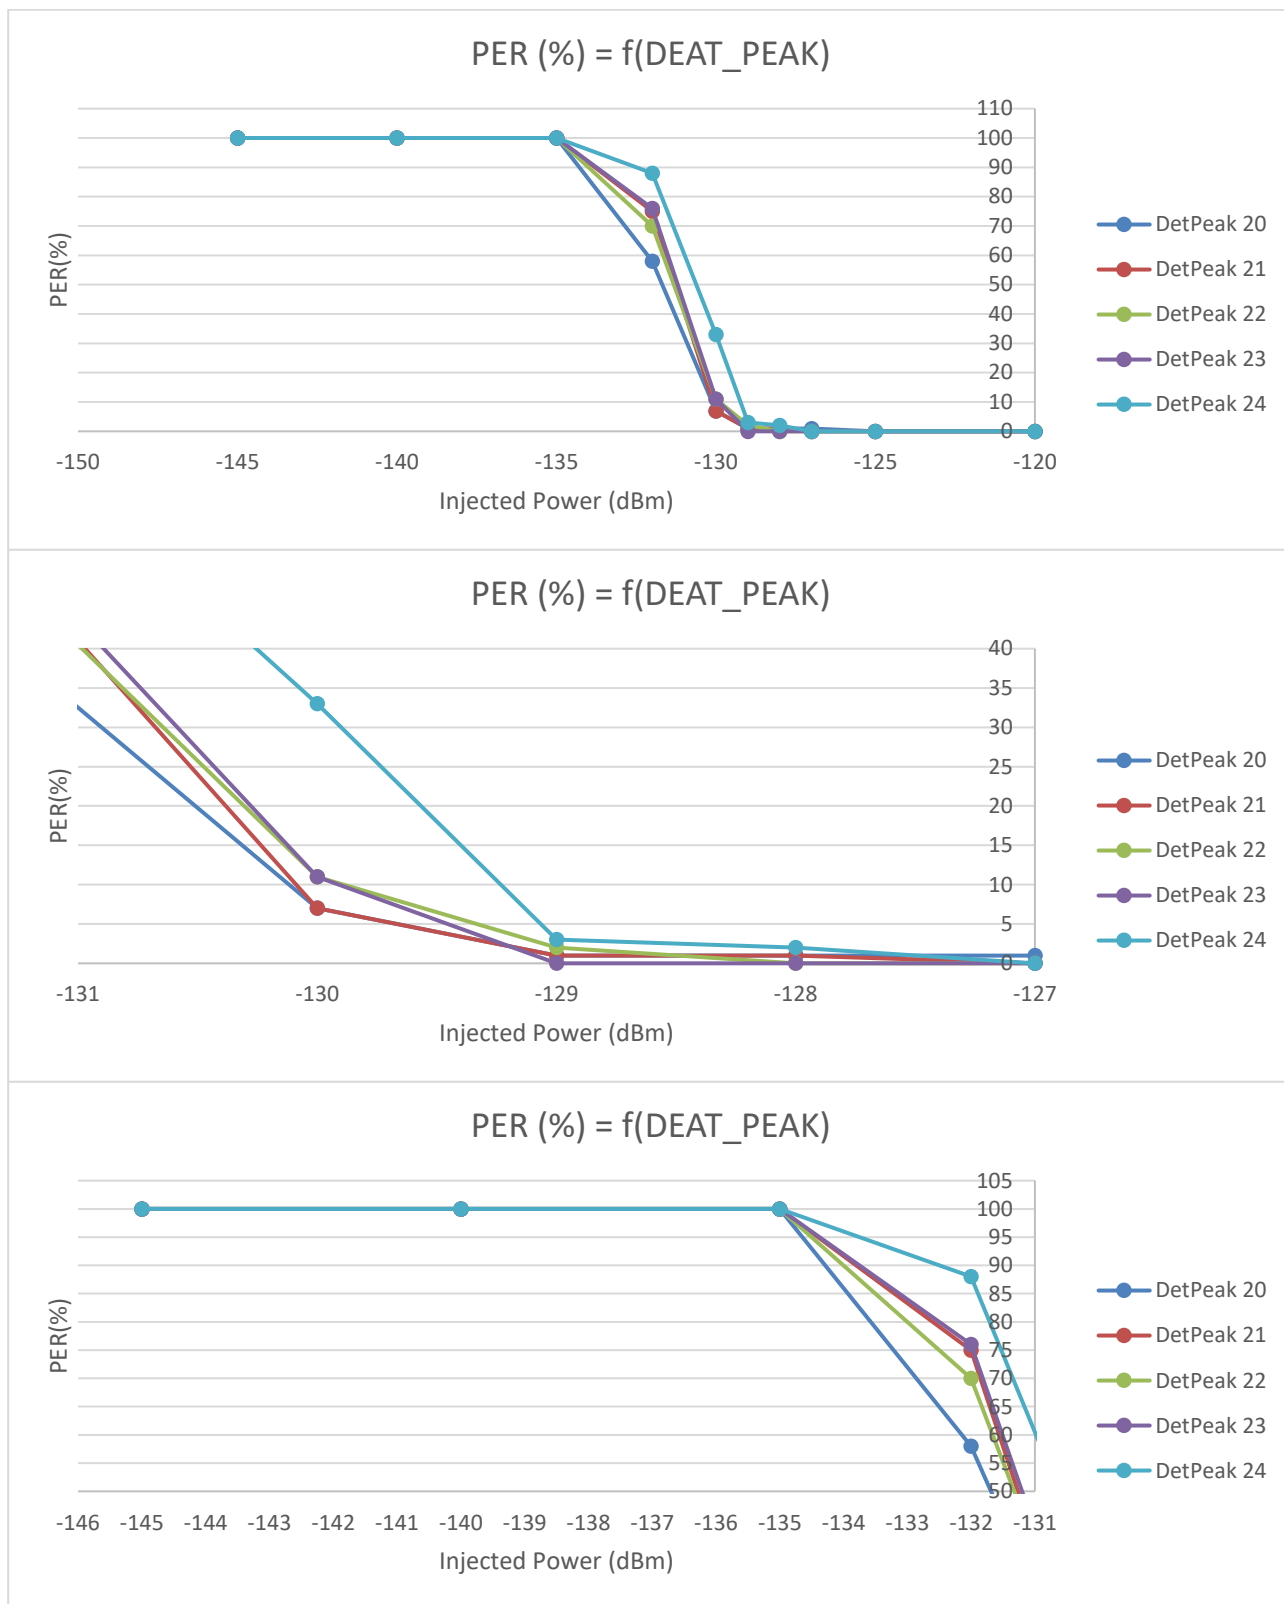 PER (%) = f(DEAT_PEAK)
110
100
90
80
70
60
50
40
30
20
10
0
PER(%)
-150 -145 -140 -135 -130 -125 -120
Injected Power (dBm)
DetPeak 20
DetPeak 21
DetPeak 22
DetPeak 23
DetPeak 24
PER (%) = f(DEAT_PEAK)
40
35
30
25
20
15
10
5
0
PER(%)
-131 -130 -129 -128 -127
Injected Power (dBm)
DetPeak 20
DetPeak 21
DetPeak 22
DetPeak 23
DetPeak 24
PER (%) = f(DEAT_PEAK)
105
100
95
90
85
80
75
70
65
60
55
50
PER(%)
-146 -145 -144 -143 -142 -141 -140 -139 -138 -137 -136 -135 -134 -133 -132 -131
Injected Power (dBm)
DetPeak 20
DetPeak 21
DetPeak 22
DetPeak 23
DetPeak 24